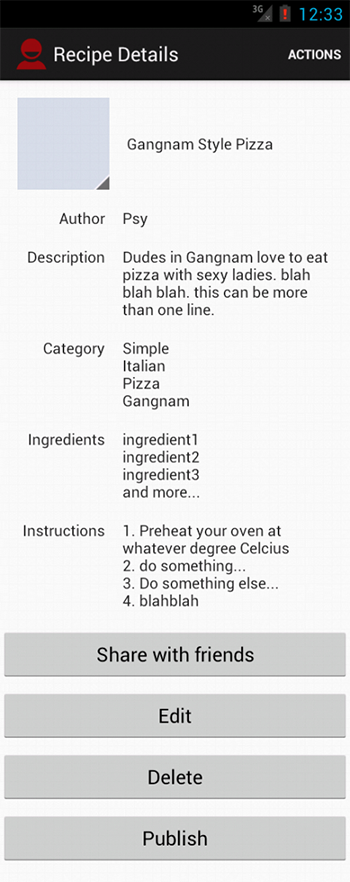 3G 12:33
Recipe Details ACTIONS
Gangnam Style Pizza
Author Psy
Description Dudes in Gangnam love to eat
pizza with sexy ladies. blah
blah blah. this can be more
than one line.
Category Simple
Italian
Pizza
Gangnam
Ingredients ingredient1
ingredient2
ingredient3
and more...
Instructions 1. Preheat your oven at
whatever degree Celcius
2. do something...
3. Do something else...
4. blahblah
Share with friends
Edit
Delete
Publish